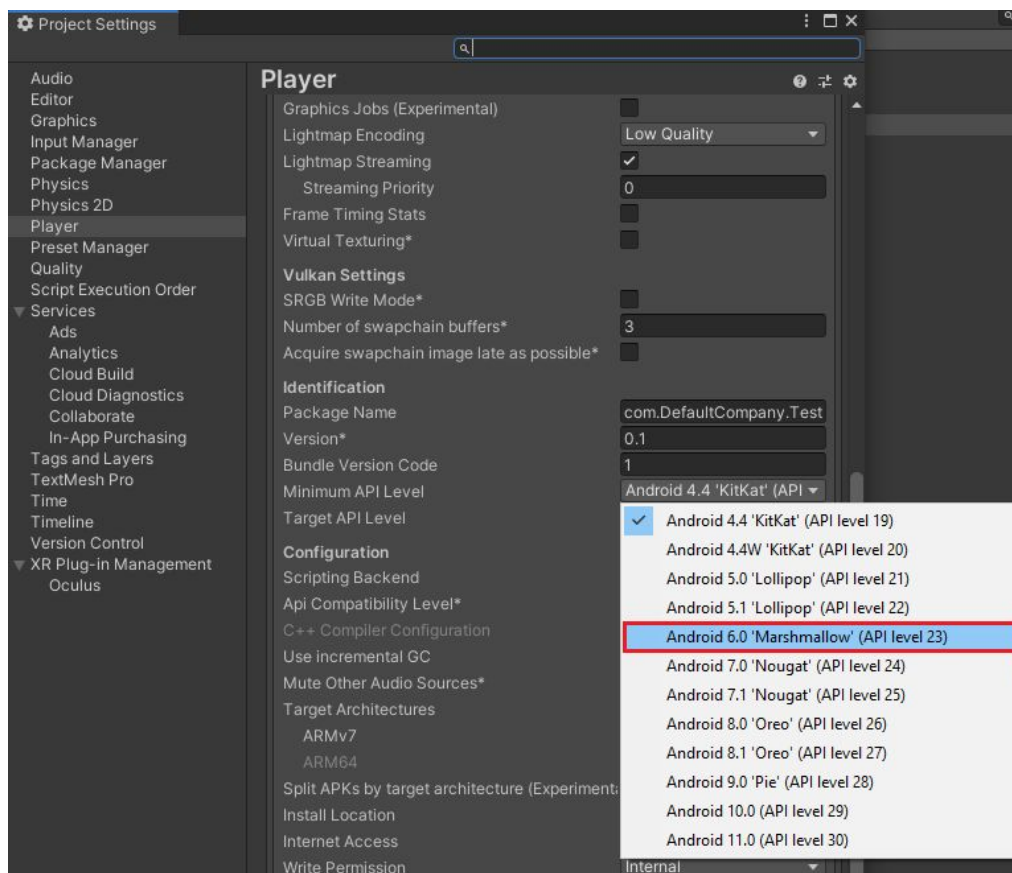 Project Settings
Audio
Editor
Graphics
Input Manager
Package Manager
Physics
Physics 2D
Player
Preset Manager
Quality
Script Execution Order
Services
Ads
Analytics
Cloud Build
Cloud Diagnostics
Collaborate
In-App Purchasing
Tags and Layers
TextMesh Pro
Time
Timeline
Version Control
XR Plug-in Management
Oculus
Player
Graphics Jobs (Experimental)
Lightmap Encoding Low Quality
Lightmap Streaming
Streaming Priority 0
Frame Timing Stats
Virtual Texturing*
Vulkan Settings
SRGB Write Mode*
Number of swapchain buffers* 3
Acquire swapchain image late as possible*
Identification
Package Name com.DefaultCompany.Test
Version* 0.1
Bundle Version Code 1
Minimum API Level Android 4.4 'KitKat' (API
Target API Level
Configuration
Scripting Backend
Api Compatibility Level*
C++ Compiler Configuration
Use incremental GC
Mute Other Audio Sources*
Target Architectures
ARMv7
ARM64
Split APKs by target architecture (Experiment
Install Location
Internet Access
Write Permission Internal
Android 4.4 'KitKat' (API level 19)
Android 4.4W 'KitKat' (API level 20)
Android 5.0 'Lollipop' (API level 21)
Android 5.1 'Lollipop' (API level 22)
Android 6.0 'Marshmallow' (API level 23)
Android 7.0 'Nougat' (API level 24)
Android 7.1 'Nougat' (API level 25)
Android 8.0 'Oreo' (API level 26)
Android 8.1 'Oreo' (API level 27)
Android 9.0 'Pie' (API level 28)
Android 10.0 (API level 29)
Android 11.0 (API level 30)